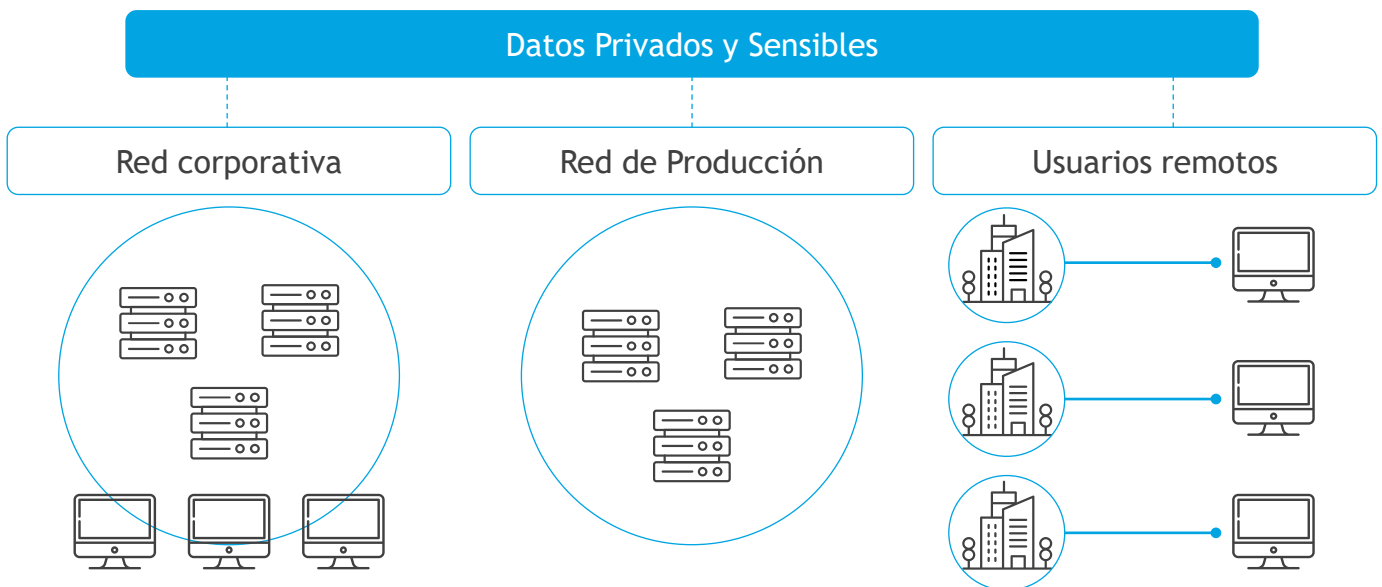 Datos Privados y Sensibles
Red corporativa
Red de Producción
Usuarios remotos